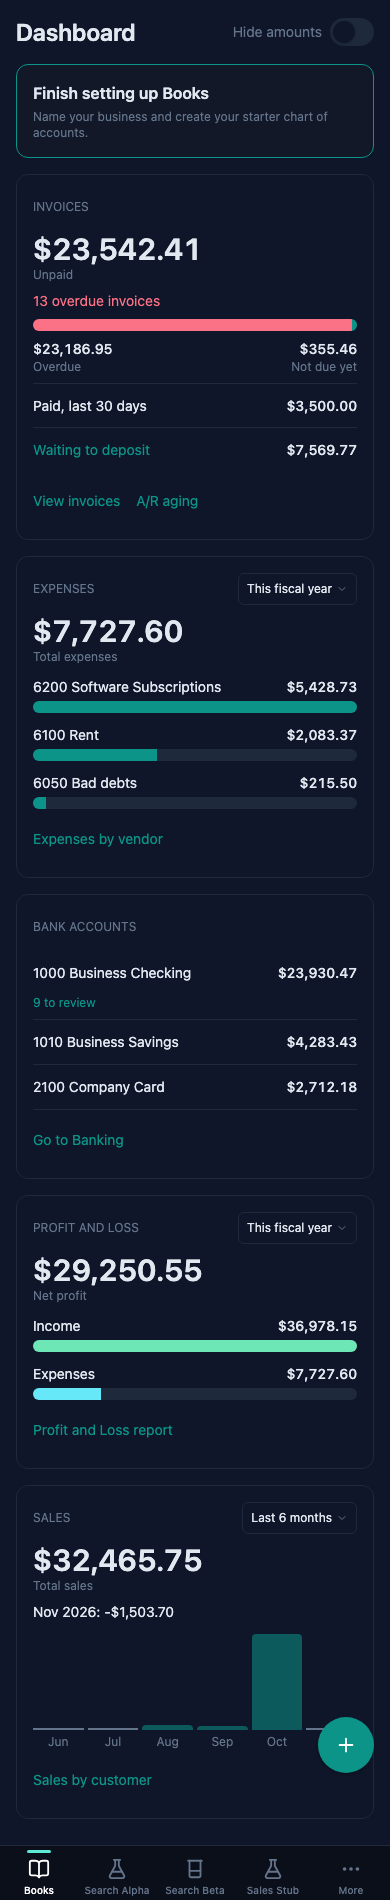 Dashboard
Hide amounts
Finish setting up Books
Name your business and create your starter chart of
accounts.
INVOICES
$23,542.41
Unpaid
13 overdue invoices
$23,186.95 $355.46
Overdue Not due yet
Paid, last 30 days $3,500.00
Waiting to deposit $7,569.77
View invoices A/R aging
EXPENSES This fiscal year
$7,727.60
Total expenses
6200 Software Subscriptions $5,428.73
6100 Rent $2,083.37
6050 Bad debts $215.50
Expenses by vendor
BANK ACCOUNTS
1000 Business Checking $23,930.47
9 to review
1010 Business Savings $4,283.43
2100 Company Card $2,712.18
Go to Banking
PROFIT AND LOSS This fiscal year
$29,250.55
Net profit
Income $36,978.15
Expenses $7,727.60
Profit and Loss report
SALES Last 6 months
$32,465.75
Total sales
Nov 2026: -$1,503.70
Jun Jul Aug Sep Oct
Sales by customer
Books Search Alpha Search Beta Sales Stub More